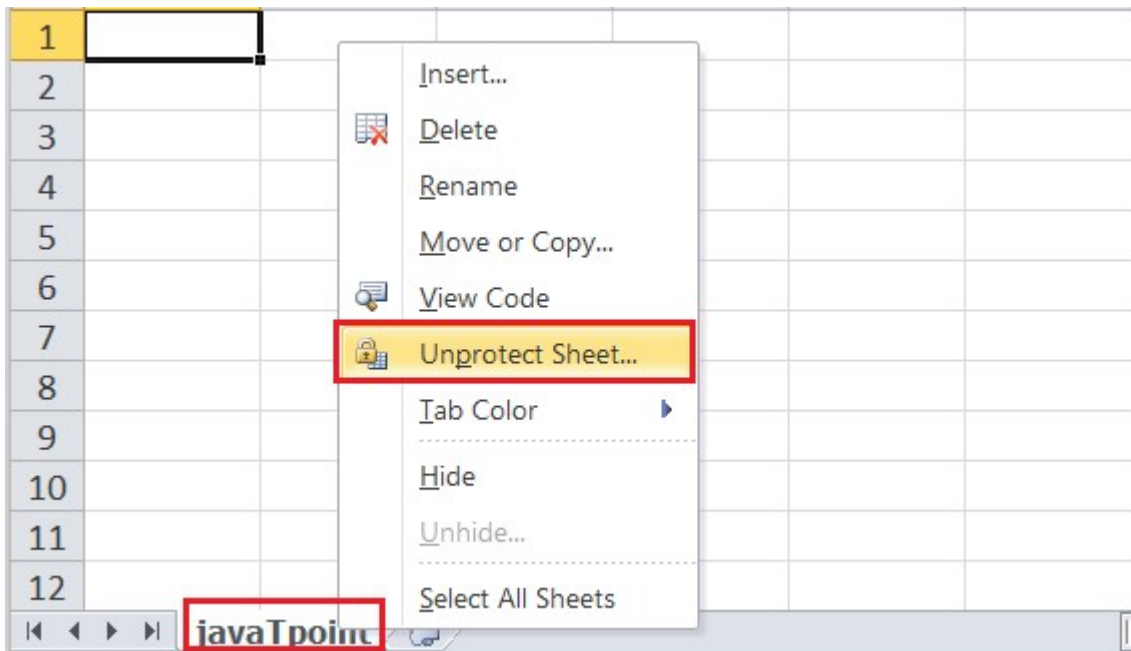 1
Insert...
2
3
Delete
4
Rename
5
Move or Copy...
6
View Code
7
Unprotect Sheet...
8
Tab Color
9
10
Hide
11
Unhide...
12
Select All Sheets
javaTpoint